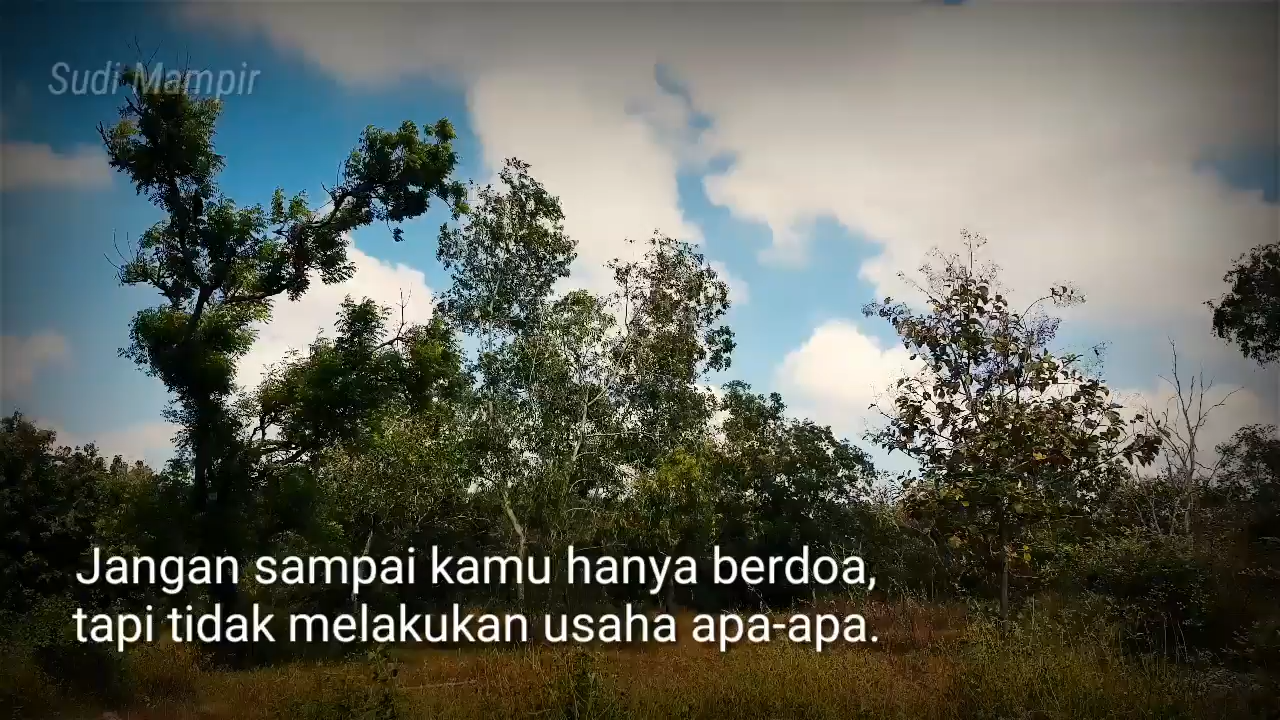 Sudi Mampir
Jangan sampai kamu hanya berdoa,
tapi tidak melakukan usaha apa-apa.